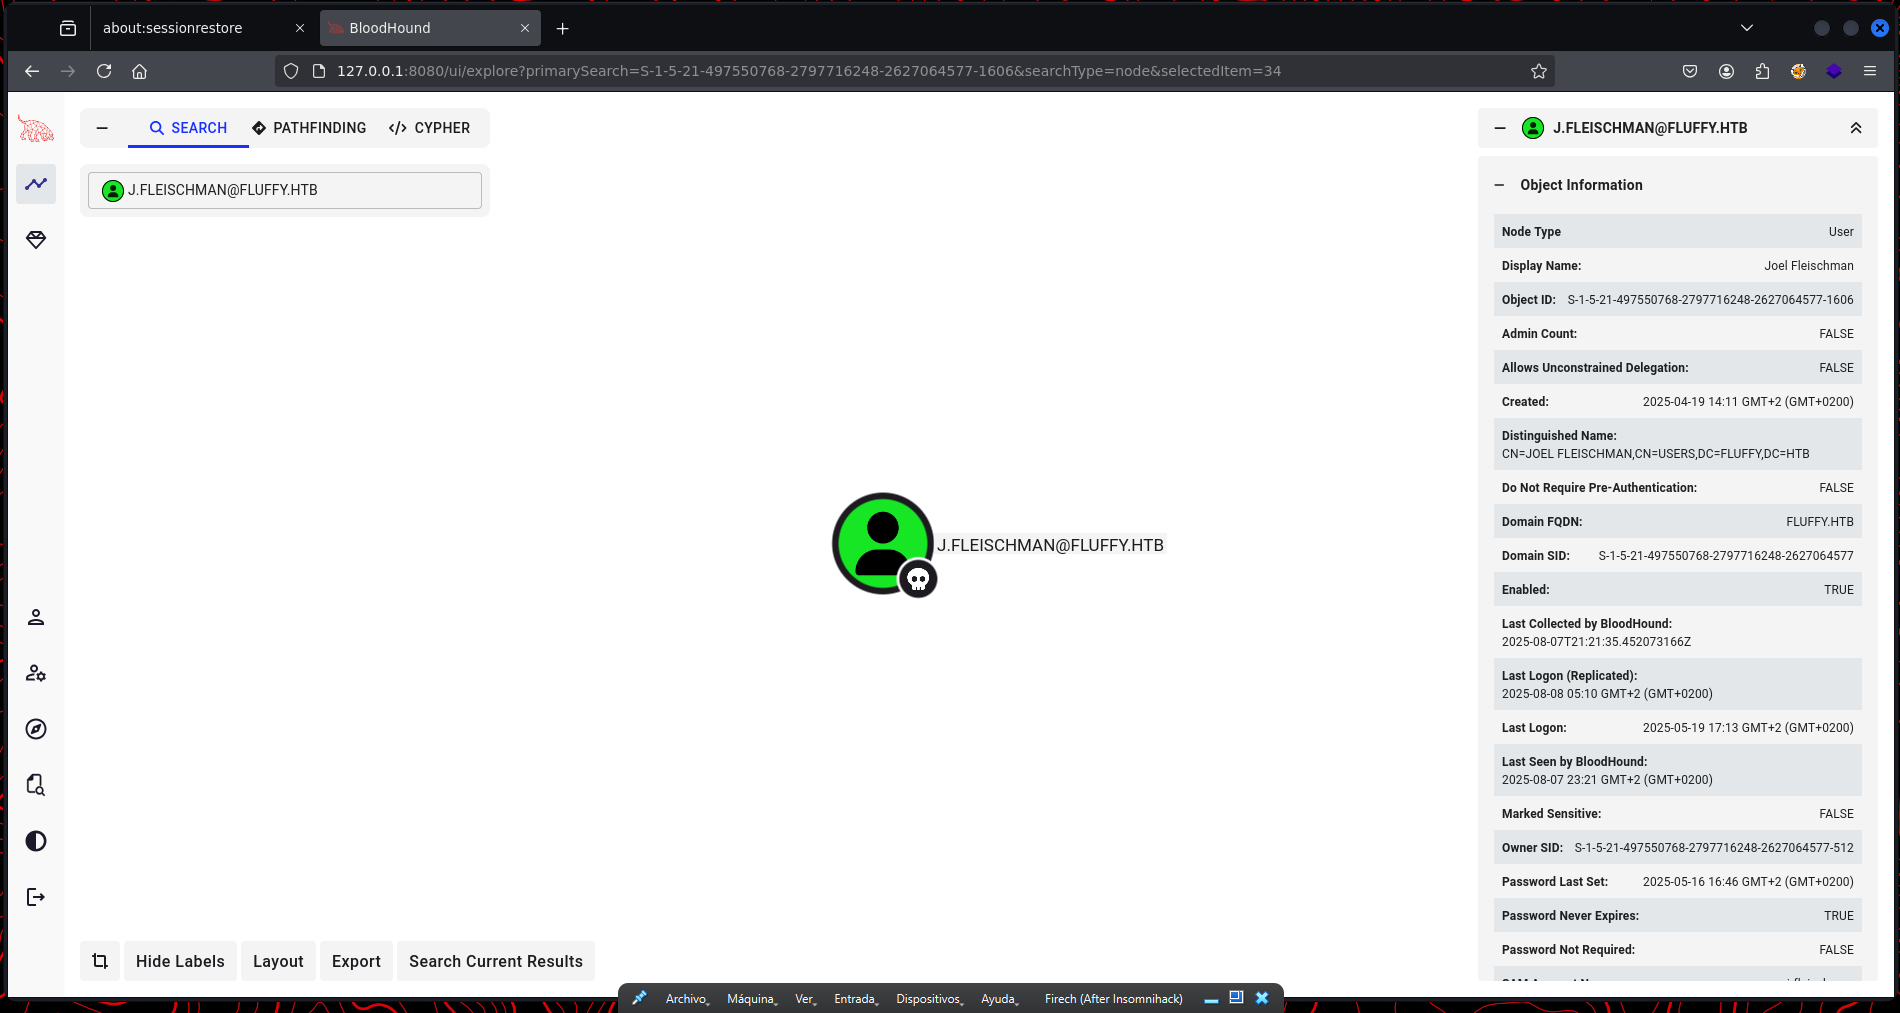 about:sessionrestore
BloodHound
127.0.0.1:8080/ui/explore?primarySearch=S-1-5-21-497550768-2797716248-2627064577-1606&searchType=node&selectedItem=34
SEARCH
PATHFINDING
CYPHER
J.FLEISCHMAN@FLUFFY.HTB
J.FLEISCHMAN@FLUFFY.HTB
J.FLEISCHMAN@FLUFFY.HTB
Object Information
Node Type User
Display Name: Joel Fleischman
Object ID: S-1-5-21-497550768-2797716248-2627064577-1606
Admin Count: FALSE
Allows Unconstrained Delegation: FALSE
Created: 2025-04-19 14:11 GMT+2 (GMT+0200)
Distinguished Name:
CN=JOEL FLEISCHMAN,CN=USERS,DC=FLUFFY,DC=HTB
Do Not Require Pre-Authentication: FALSE
Domain FQDN: FLUFFY.HTB
Domain SID: S-1-5-21-497550768-2797716248-2627064577
Enabled: TRUE
Last Collected by BloodHound:
2025-08-07T21:21:35.452073166Z
Last Logon (Replicated):
2025-08-08 05:10 GMT+2 (GMT+0200)
Last Logon: 2025-05-19 17:13 GMT+2 (GMT+0200)
Last Seen by BloodHound:
2025-08-07 23:21 GMT+2 (GMT+0200)
Marked Sensitive: FALSE
Owner SID: S-1-5-21-497550768-2797716248-2627064577-512
Password Last Set: 2025-05-16 16:46 GMT+2 (GMT+0200)
Password Never Expires: TRUE
Password Not Required: FALSE
Hide Labels
Layout
Export
Search Current Results
Archivo
Máquina
Ver
Entrada
Dispositivos
Ayuda
Firech (After Insomnihack)